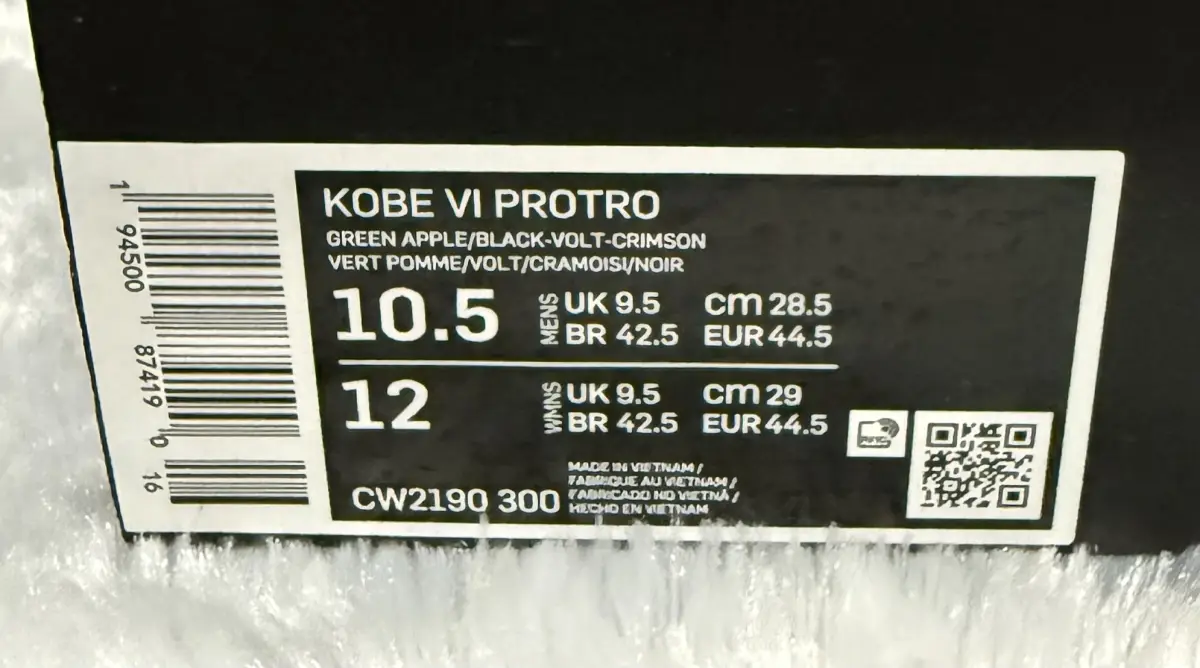 KOBE VI PROTRO
GREEN APPLE/BLACK-VOLT-CRIMSON
VERT POMME/VOLT/CRAMOISI/NOIR
10.5 MENS UK 9.5 cm 28.5
BR 42.5 EUR 44.5
12 WMNS UK 9.5 cm 29
BR 42.5 EUR 44.5
MADE IN VIETNAM /
FABRIQUE AU VIETNAM /
FABRICADO NO VIETNÃ /
HECHO EN VIETNAM
CW2190 300
1 94500 87419 0 16